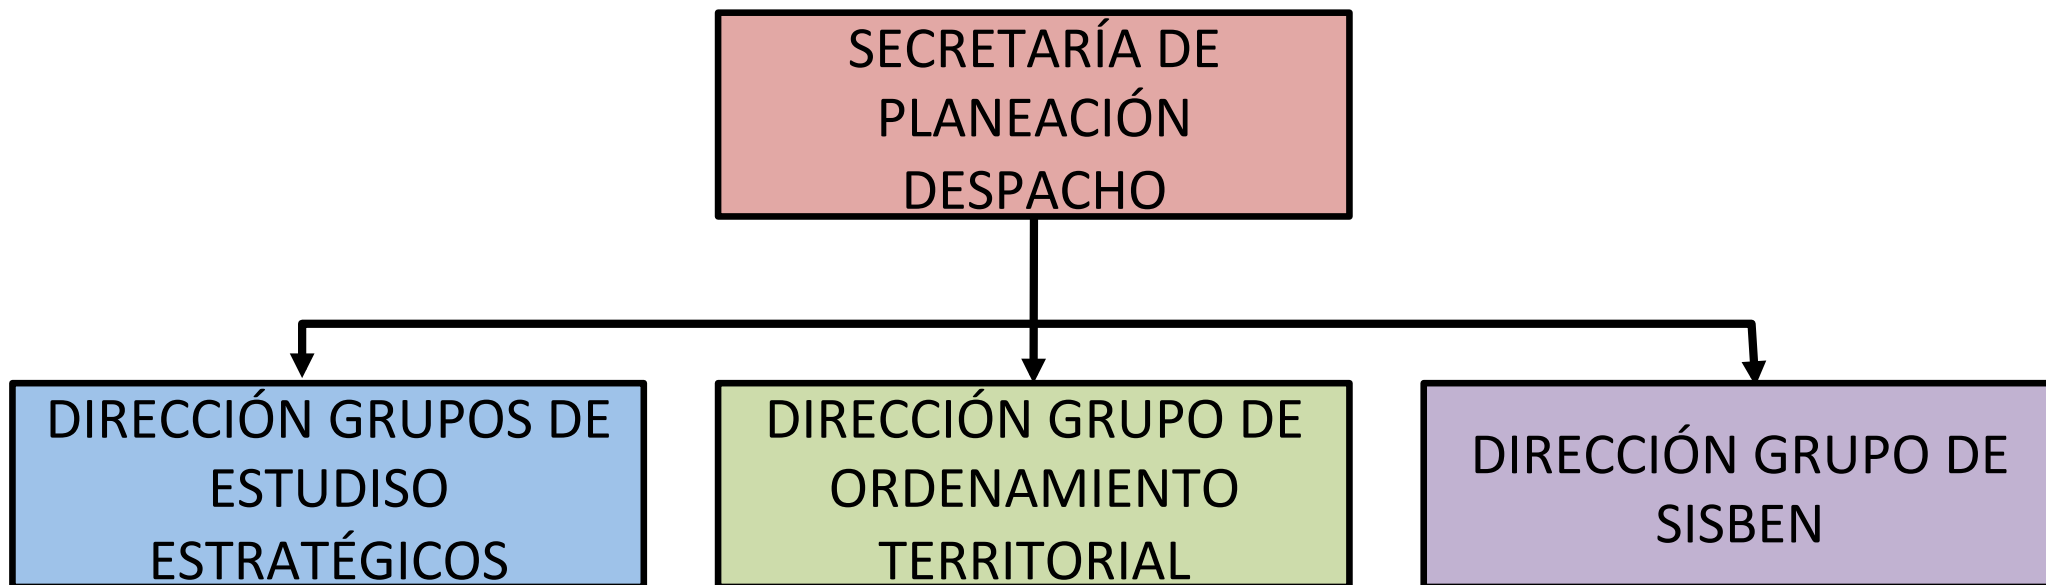 SECRETARÍA DE
PLANEACIÓN
DESPACHO
DIRECCIÓN GRUPOS DE
ESTUDISO
ESTRATÉGICOS
DIRECCIÓN GRUPO DE
ORDENAMIENTO
TERRITORIAL
DIRECCIÓN GRUPO DE
SISBEN